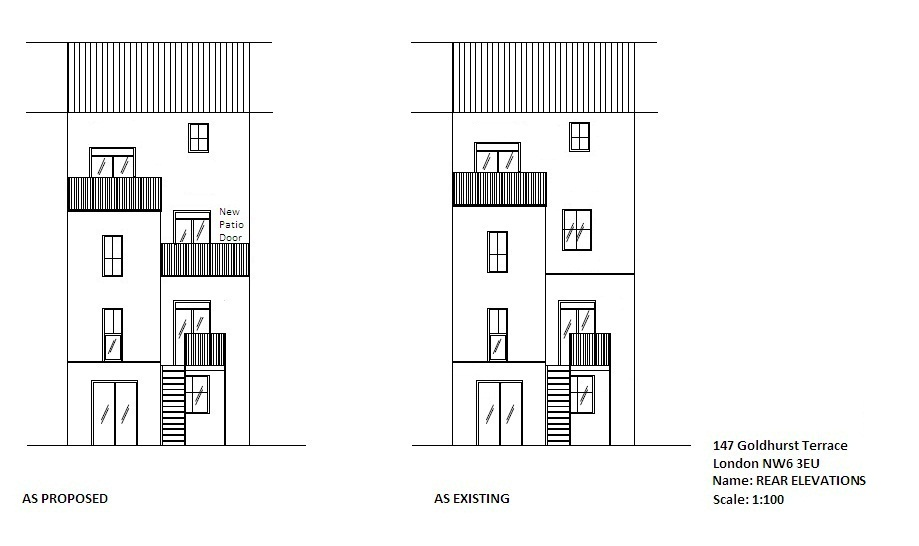 New
Patio
Door
AS PROPOSED
AS EXISTING
147 Goldhurst Terrace
London NW6 3EU
Name: REAR ELEVATIONS
Scale: 1:100